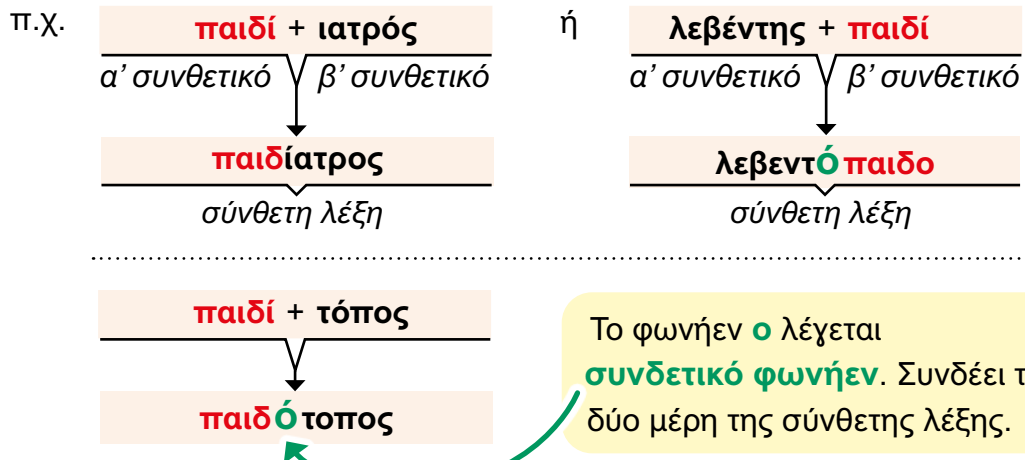 π.χ.
παιδί + ιατρός
ή
λεβέντης + παιδί
α’ συνθετικό β’ συνθετικό
α’ συνθετικό β’ συνθετικό
παιδίατρος
λεβεντόπαιδο
σύνθετη λέξη
σύνθετη λέξη
παιδί + τόπος
παιδότοπος
Το φωνήεν ο λέγεται
συνδετικό φωνήεν. Συνδέει
δύο μέρη της σύνθετης λέξης.